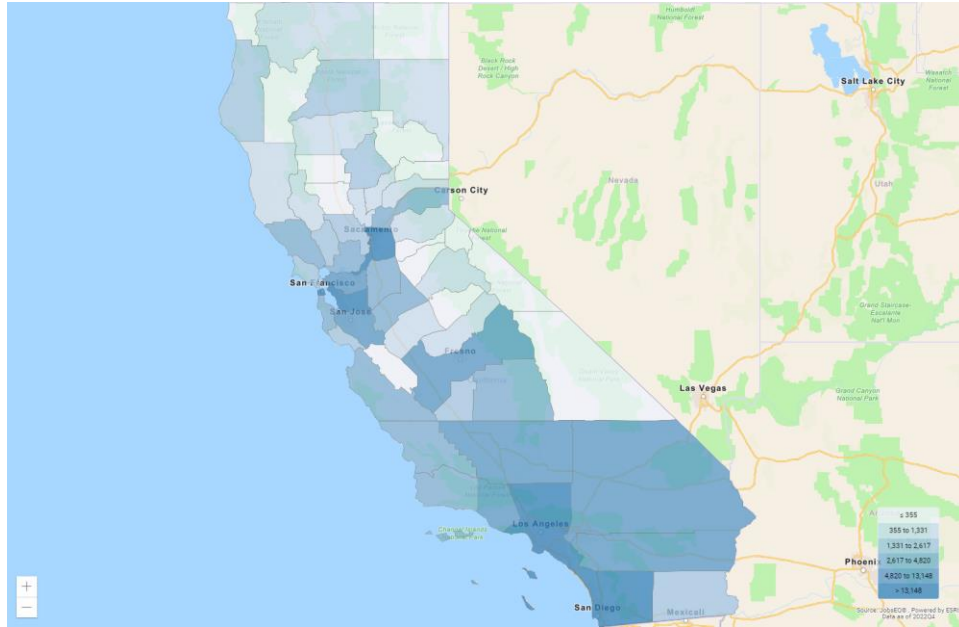 Humboldt
National Forest
Black Rock
Desert / High
Rock Canyon
Salt Lake City
Wasatch
National
Forest
Carson City
Nevada
Utah
Sacramento
San Francisco
San Jose
Fresno
Grand Staircase-
Escalante
Nat'l Mon
Las Vegas
Grand Canyon
National Park
Los Angeles
Channel Islands
National Park
San Diego
Mexicali
Phoenix
≤ 355
355 to 1,331
1,331 to 2,617
2,617 to 4,820
4,820 to 13,148
> 13,148
+
−
Source: JobsEQ®. Powered by ESRI
Data as of 2022Q4